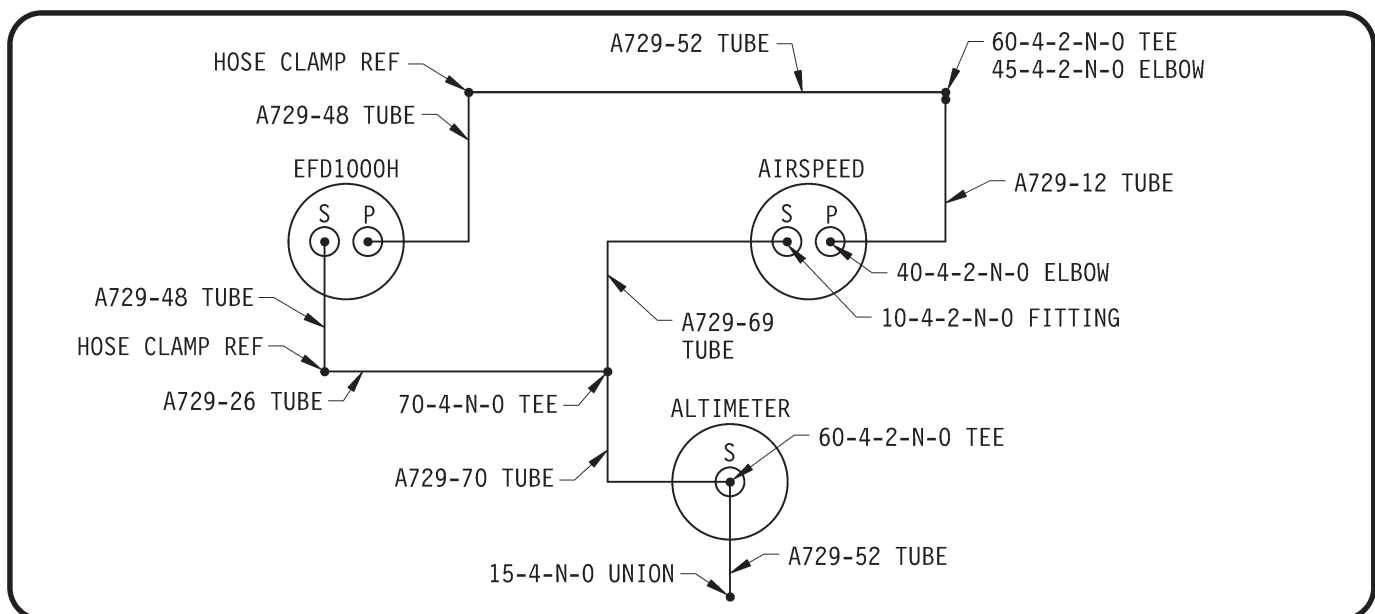 A729-52 TUBE
60-4-2-N-0 TEE
45-4-2-N-0 ELBOW
HOSE CLAMP REF
A729-48 TUBE
EFD1000H
AIRSPEED
A729-12 TUBE
S P
S P
40-4-2-N-0 ELBOW
A729-48 TUBE
10-4-2-N-0 FITTING
A729-69
TUBE
HOSE CLAMP REF
A729-26 TUBE
70-4-N-0 TEE
ALTIMETER
60-4-2-N-0 TEE
S
A729-70 TUBE
A729-52 TUBE
15-4-N-0 UNION